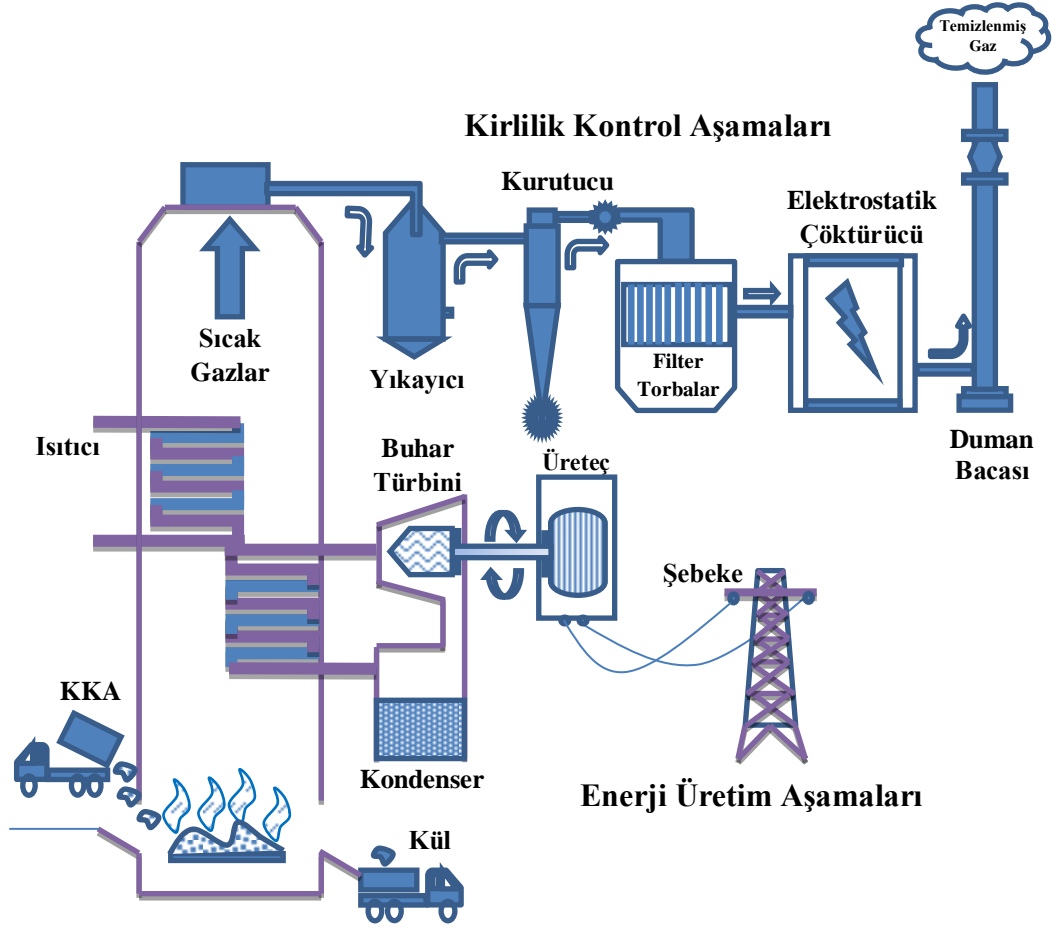 Temizlenmiş
Gaz
Kirlilik Kontrol Aşamaları
Kurutucu
Elektrostatik
Çöktürücü
Sıcak
Gazlar
Yıkayıcı
Filter
Torbalar
Duman
Bacası
Isıtıcı
Buhar
Türbini
Üreteç
Şebeke
KKA
Kondenser
Enerji Üretim Aşamaları
Kül